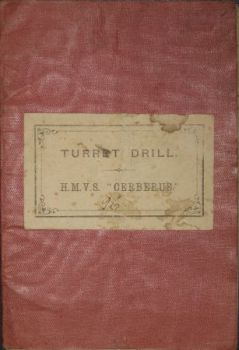 TURRET DRILL.
H.M.V.S. "CERBERUS."